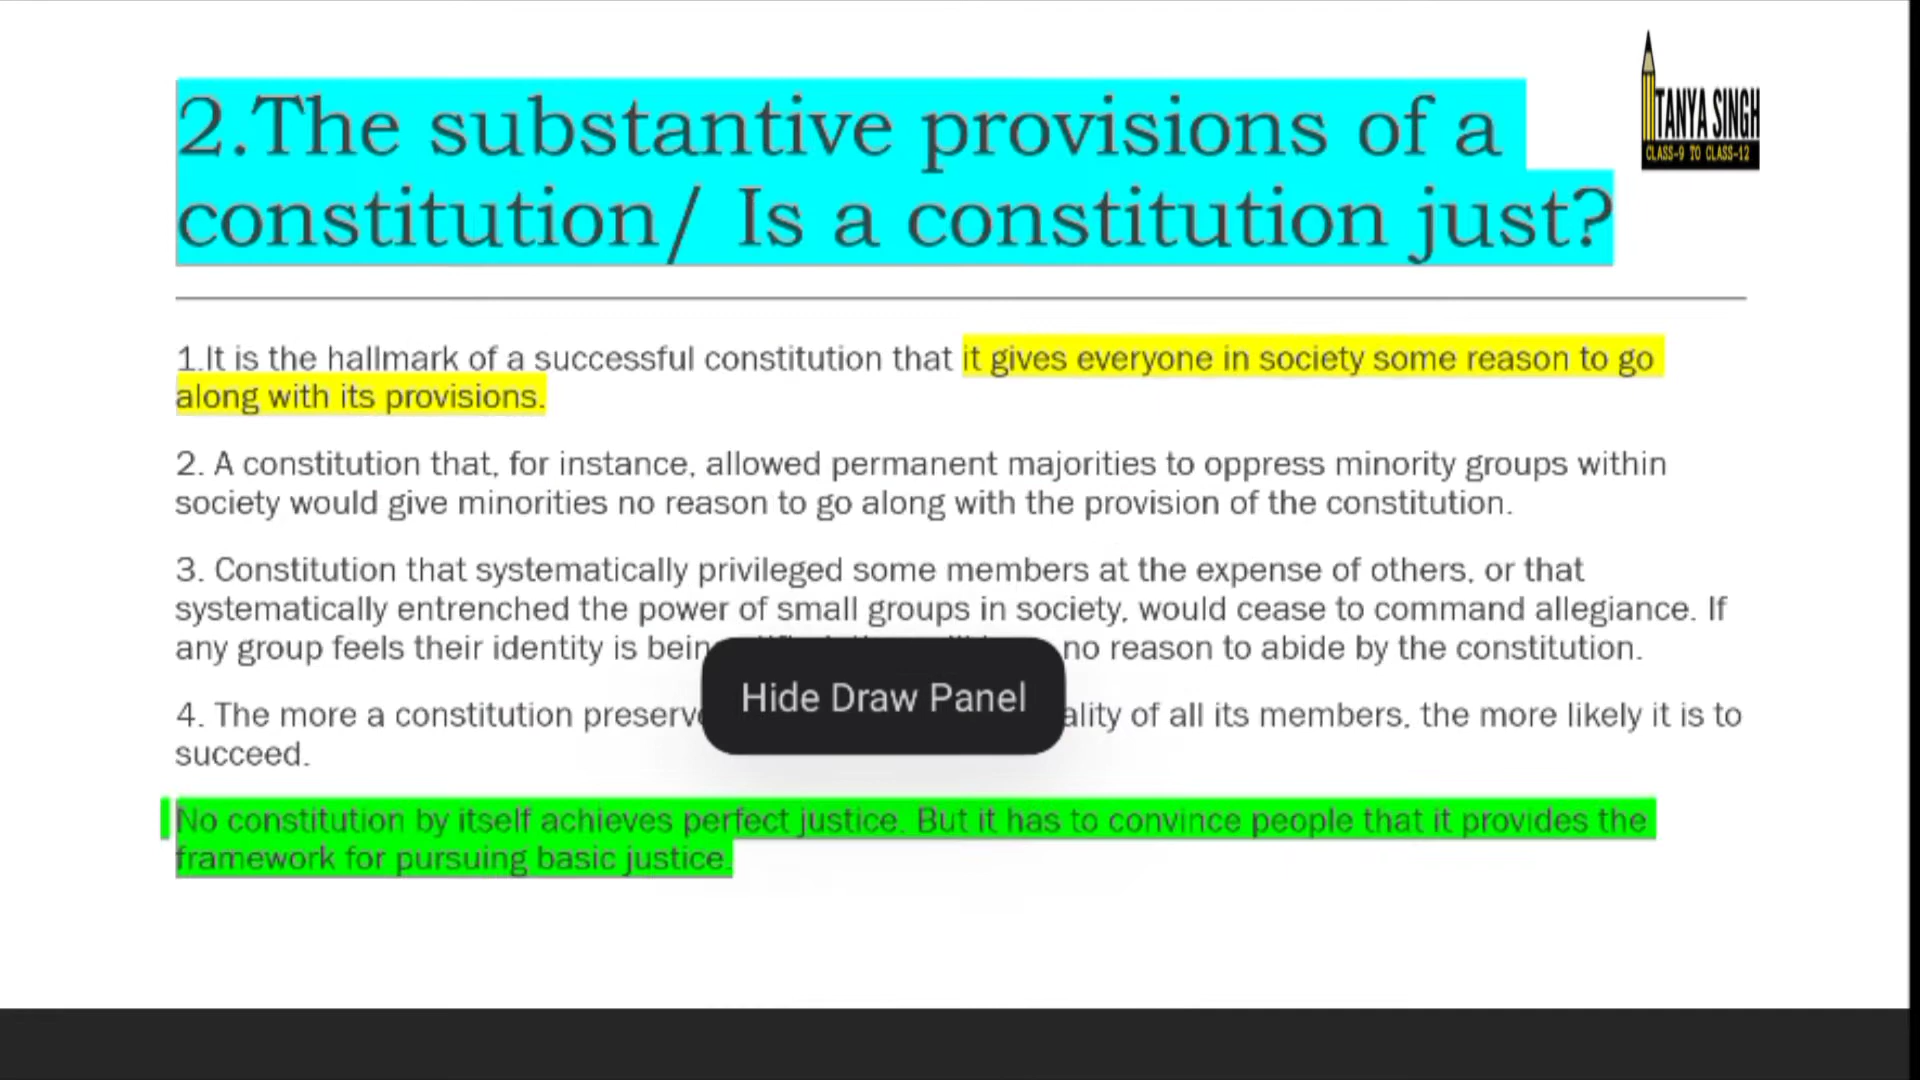 2.The substantive provisions of a
constitution/ Is a constitution just?
TANYA SINGH
CLASS-9 TO CLASS-12
1.It is the hallmark of a successful constitution that it gives everyone in society some reason to go
along with its provisions.
2. A constitution that, for instance, allowed permanent majorities to oppress minority groups within
society would give minorities no reason to go along with the provision of the constitution.
3. Constitution that systematically privileged some members at the expense of others, or that
systematically entrenched the power of small groups in society, would cease to command allegiance. If
any group feels their identity is no reason to abide by the constitution.
Hide Draw Panel
4. The more a constitution of all its members, the more likely it is to
succeed.
No constitution by itself achieves perfect justice. But it has to convince people that it provides the
framework for pursuing basic justice.